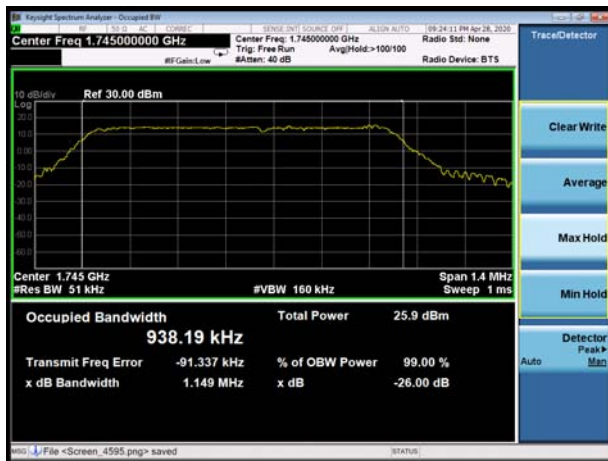 Keysight Spectrum Analyzer - Occupied BW
RF 50 Ω AC CORREC SENSE:INT SOURCE OFF ALIGN AUTO 09:24:11 PM Apr 28, 2020
Center Freq 1.745000000 GHz Center Freq: 1.745000000 GHz Radio Std: None Trace/Detector
Trig: Free Run Avg|Hold:>100/100
#IFGain:Low #Atten: 40 dB Radio Device: BTS
10 dB/div Ref 30.00 dBm
Log
20.0
10.0
0.00
-10.0
-20.0
-30.0
-40.0
-50.0
-60.0
Center 1.745 GHz Span 1.4 MHz
#Res BW 51 kHz #VBW 160 kHz Sweep 1 ms
Occupied Bandwidth Total Power 25.9 dBm
938.19 kHz
Transmit Freq Error -91.337 kHz % of OBW Power 99.00 %
x dB Bandwidth 1.149 MHz x dB -26.00 dB
Clear Write
Average
Max Hold
Min Hold
Detector
Peak▶
Auto Man
MSG File <Screen_4595.png> saved STATUS